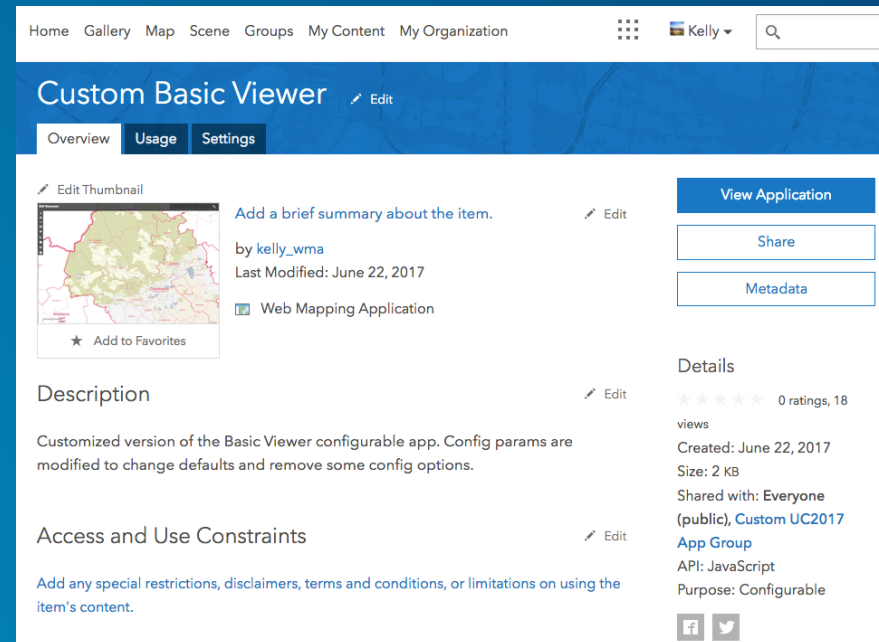 Home Gallery Map Scene Groups My Content My Organization
Kelly
Custom Basic Viewer
Edit
Overview Usage Settings
Edit Thumbnail
Add a brief summary about the item.
Edit
by kelly_wma
Last Modified: June 22, 2017
Web Mapping Application
Add to Favorites
Description
Edit
Customized version of the Basic Viewer configurable app. Config params are
modified to change defaults and remove some config options.
Access and Use Constraints
Edit
Add any special restrictions, disclaimers, terms and conditions, or limitations on using the
item's content.
View Application
Share
Metadata
Details
0 ratings, 18
views
Created: June 22, 2017
Size: 2 KB
Shared with: Everyone
(public), Custom UC2017
App Group
API: JavaScript
Purpose: Configurable